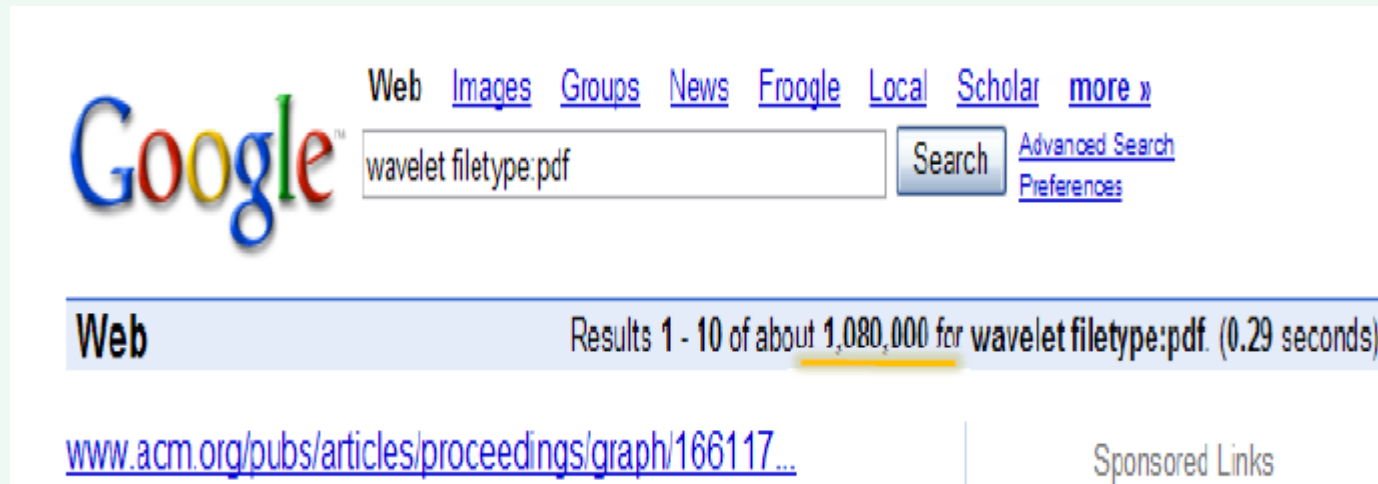 Web Images Groups News Froogle Local Scholar more »
Google™
wavelet filetype:pdf
Search
Advanced Search
Preferences
Web
Results 1 - 10 of about 1,080,000 for wavelet filetype:pdf. (0.29 seconds)
www.acm.org/pubs/articles/proceedings/graph/166117...
Sponsored Links